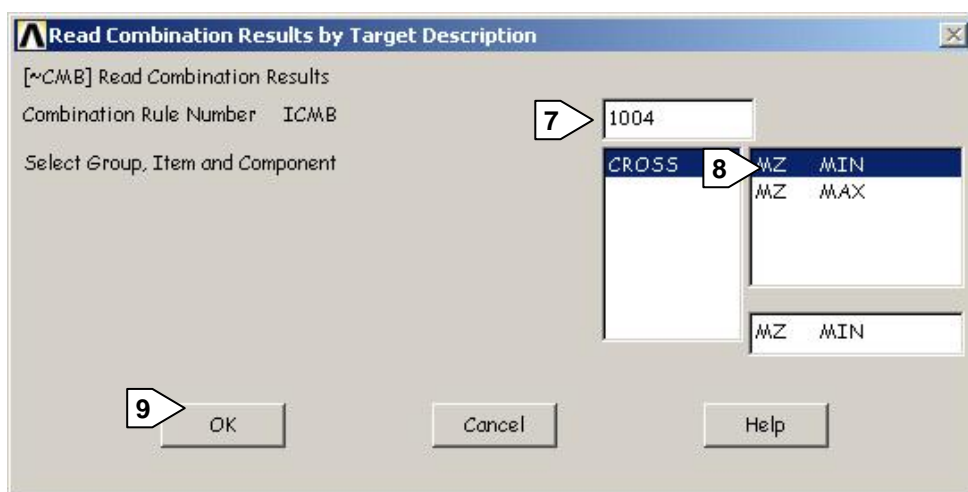 Read Combination Results by Target Description
[~CMB] Read Combination Results
Combination Rule Number ICMB
7
1004
Select Group, Item and Component
CROSS
8
MZ MIN
MZ MAX
MZ MIN
9
OK
Cancel
Help